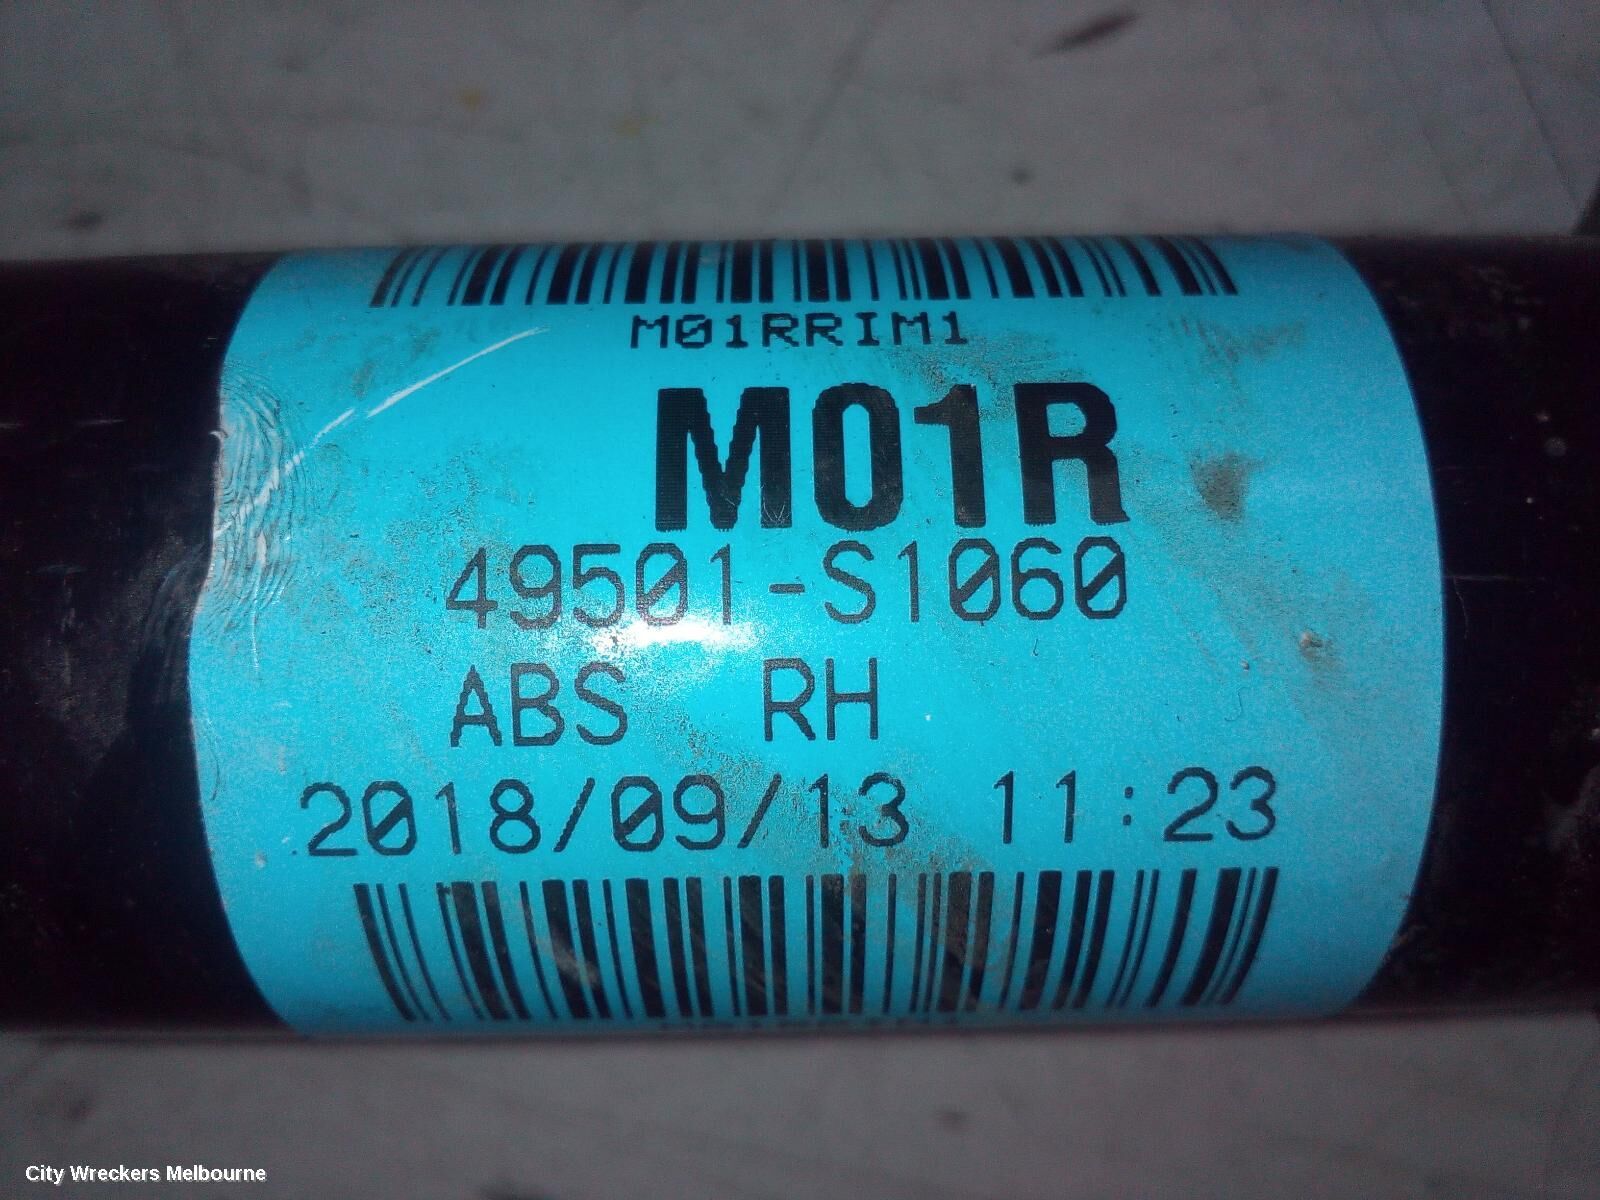 M01RRIM1
M01R
49501-S1060
ABS RH
2018/09/13 11:23
City Wreckers Melbourne